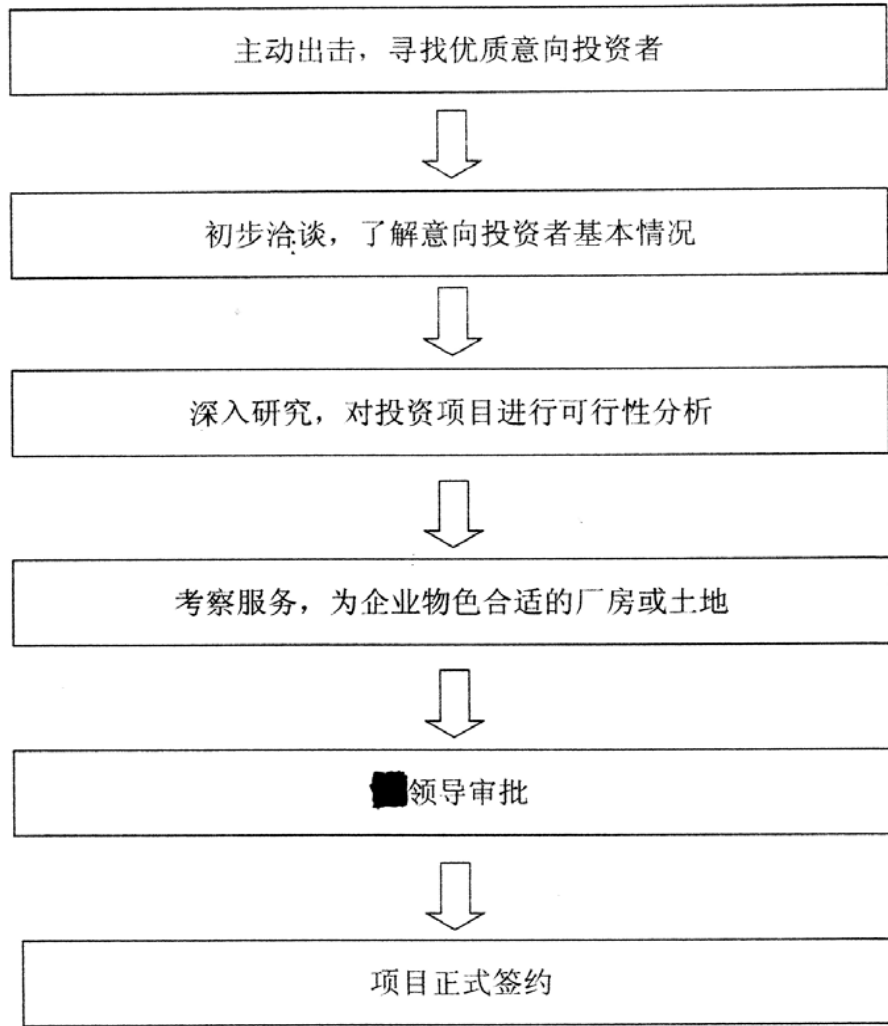 主动出击，寻找优质意向投资者
初步洽谈，了解意向投资者基本情况
深入研究，对投资项目进行可行性分析
考察服务，为企业物色合适的厂房或土地
领导审批
项目正式签约